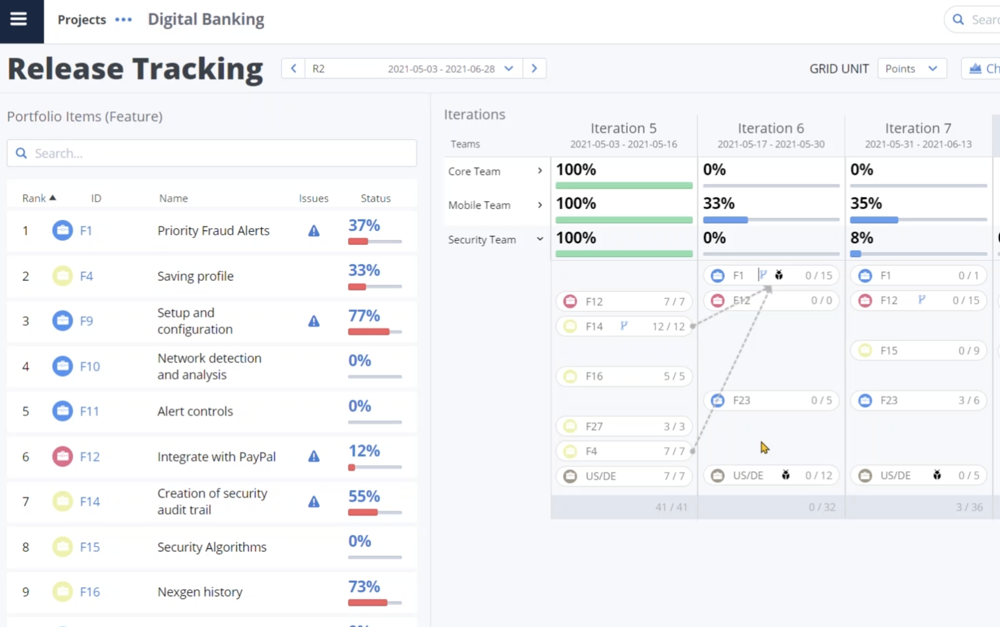 Projects ••• Digital Banking
Release Tracking
R2 2021-05-03 - 2021-06-28
GRID UNIT Points
Portfolio Items (Feature)
Search...
Rank ID Name Issues Status
1 F1 Priority Fraud Alerts 37%
2 F4 Saving profile 33%
3 F9 Setup and
configuration 77%
4 F10 Network detection
and analysis 0%
5 F11 Alert controls 0%
6 F12 Integrate with PayPal 12%
7 F14 Creation of security
audit trail 55%
8 F15 Security Algorithms 0%
9 F16 Nexgen history 73%
Iterations
Teams
Iteration 5 Iteration 6 Iteration 7
2021-05-03 - 2021-05-16 2021-05-17 - 2021-05-30 2021-05-31 - 2021-06-13
Core Team 100% 0% 0%
Mobile Team 100% 33% 35%
Security Team 100% 0% 8%
F1 0 / 15 F1 0 / 1
F12 7 / 7 F12 0 / 0 F12 0 / 15
F14 12 / 12
F15 0 / 9
F16 5 / 5
F23 0 / 5 F23 3 / 6
F27 3 / 3
F4 7 / 7
US/DE 7 / 7 US/DE 0 / 12 US/DE 0 / 5
41 / 41 0 / 32 3 / 36